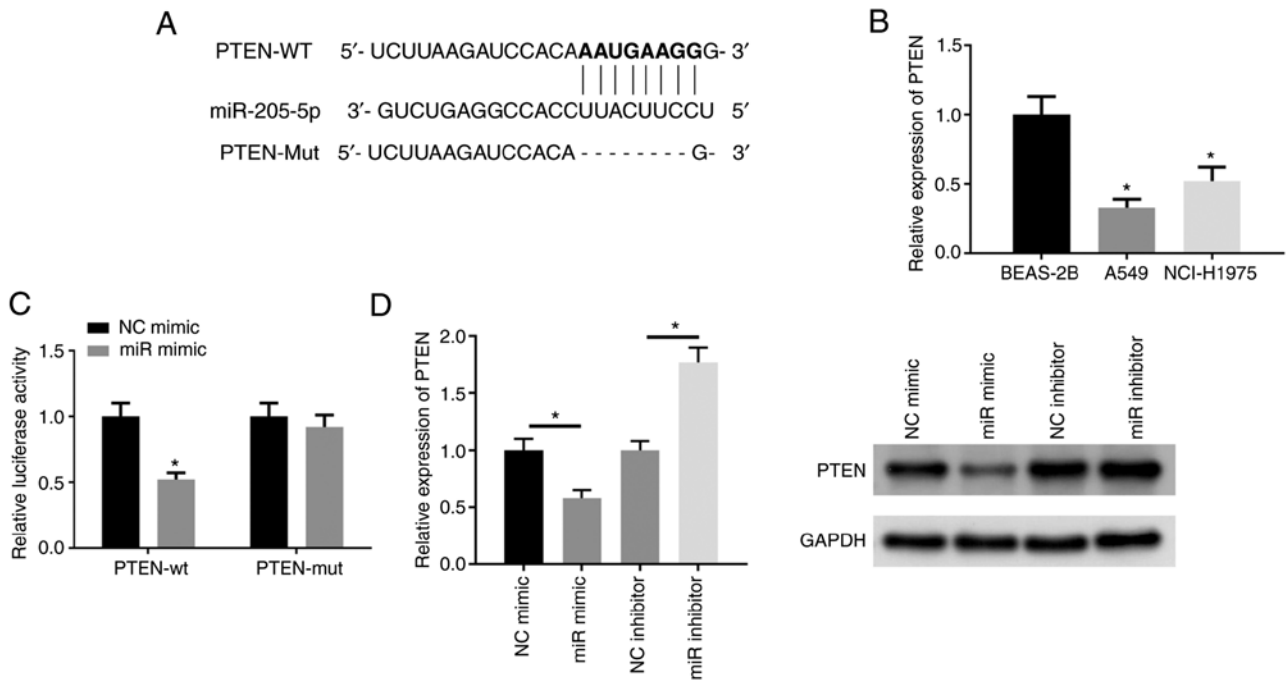 A
PTEN-WT 5′- UCUUAAGAUCCACAAAUGAAGGG- 3′
miR-205-5p 3′- GUCUGAGGCCACCUUACUUCCU 5′
PTEN-Mut 5′- UCUUAAGAUCCACA - - - - - - - - G- 3′
B
Relative expression of PTEN
1.5
1.0
0.5
0.0
* *
BEAS-2B A549 NCI-H1975
C
NC mimic
miR mimic
Relative luciferase activity
1.5
1.0
0.5
0.0
*
PTEN-wt PTEN-mut
D
Relative expression of PTEN
2.0
1.5
1.0
0.5
0.0
* *
NC mimic
miR mimic
NC inhibitor
miR inhibitor
NC mimic
miR mimic
NC inhibitor
miR inhibitor
PTEN
GAPDH